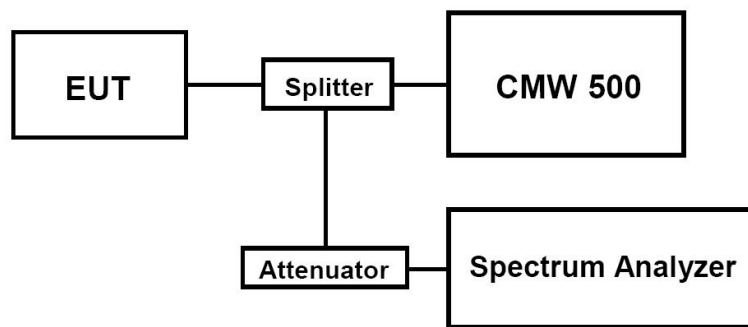 EUT
Splitter
CMW 500
Attenuator
Spectrum Analyzer